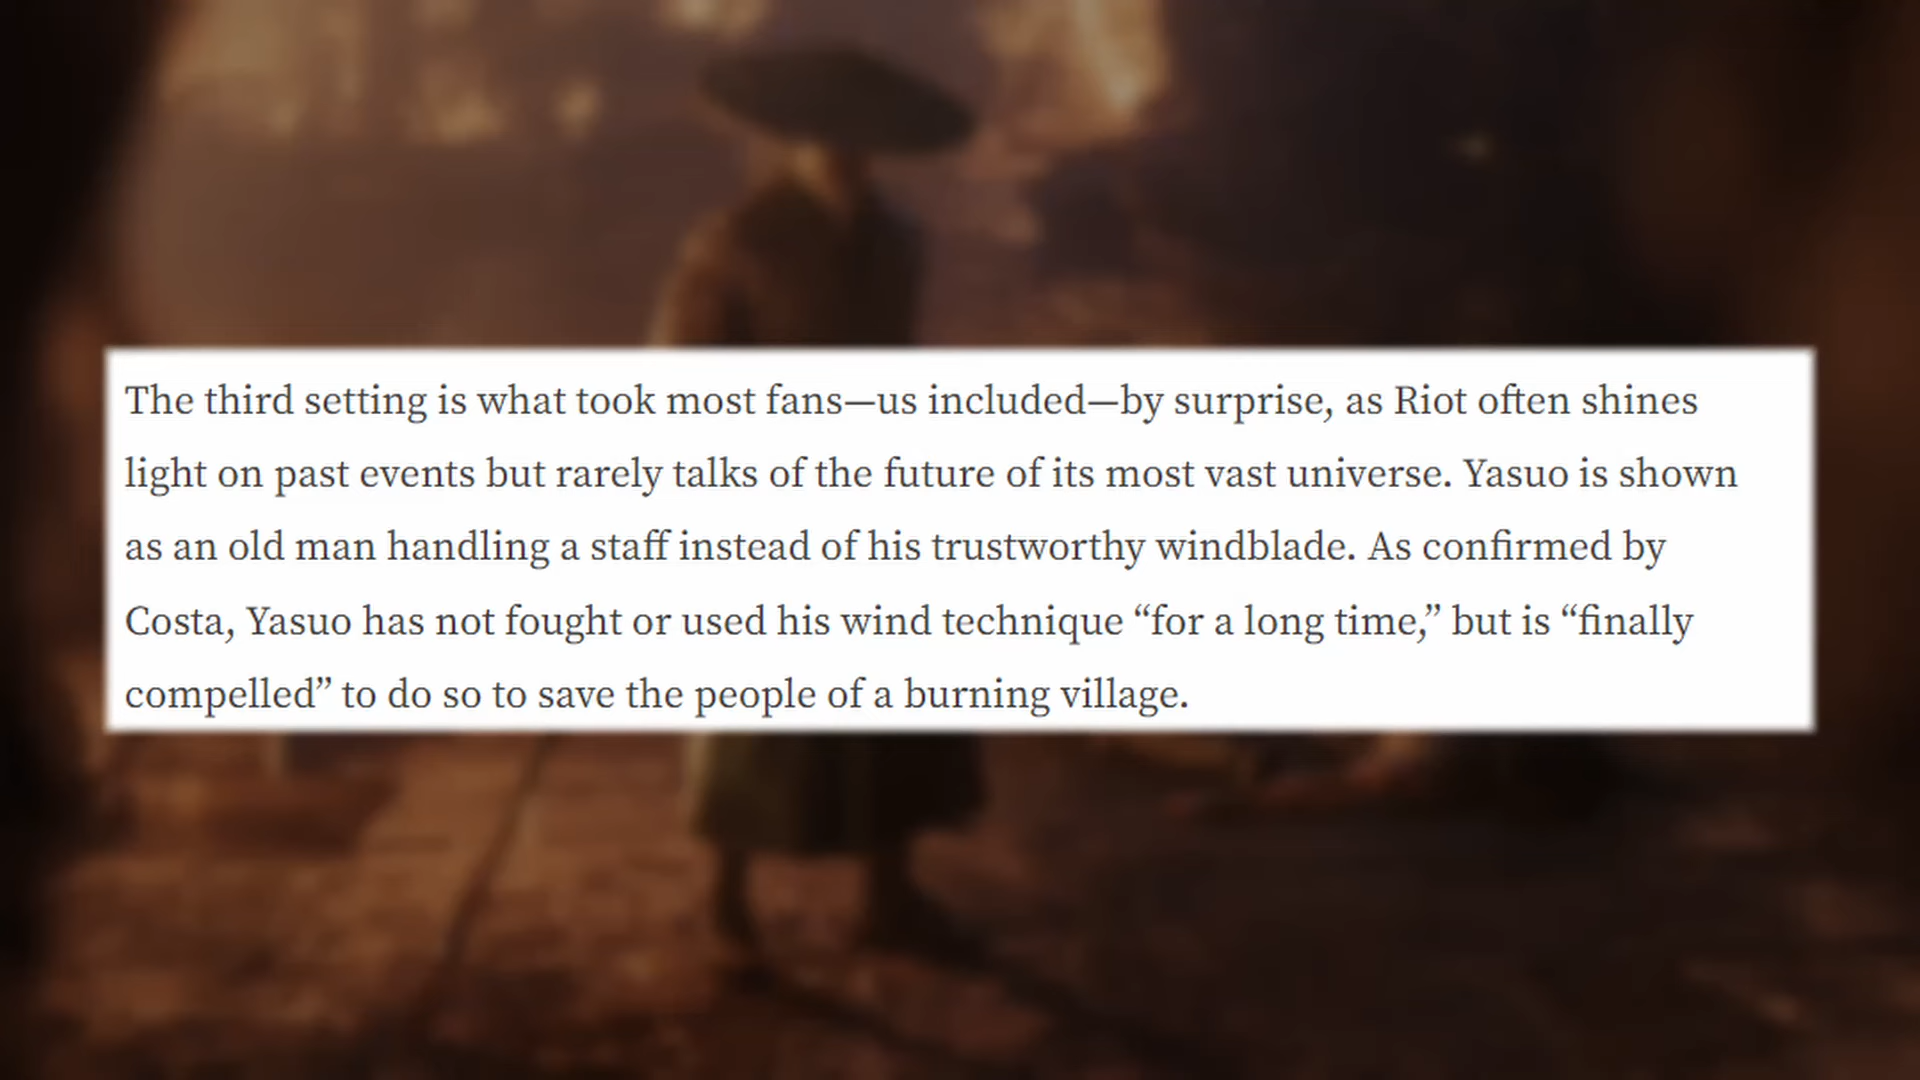 The third setting is what took most fans—us included—by surprise, as Riot often shines
light on past events but rarely talks of the future of its most vast universe. Yasuo is shown
as an old man handling a staff instead of his trustworthy windblade. As confirmed by
Costa, Yasuo has not fought or used his wind technique “for a long time,” but is “finally
compelled” to do so to save the people of a burning village.